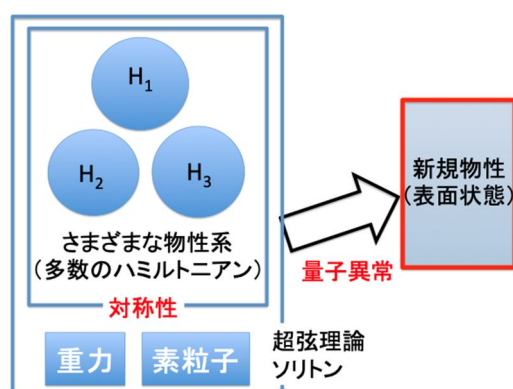 H₁
H₂ H₃
さまざまな物性系
(多数のハミルトニアン)
対称性
重力 素粒子
超弦理論
ソリトン
量子異常
新規物性
(表面状態)